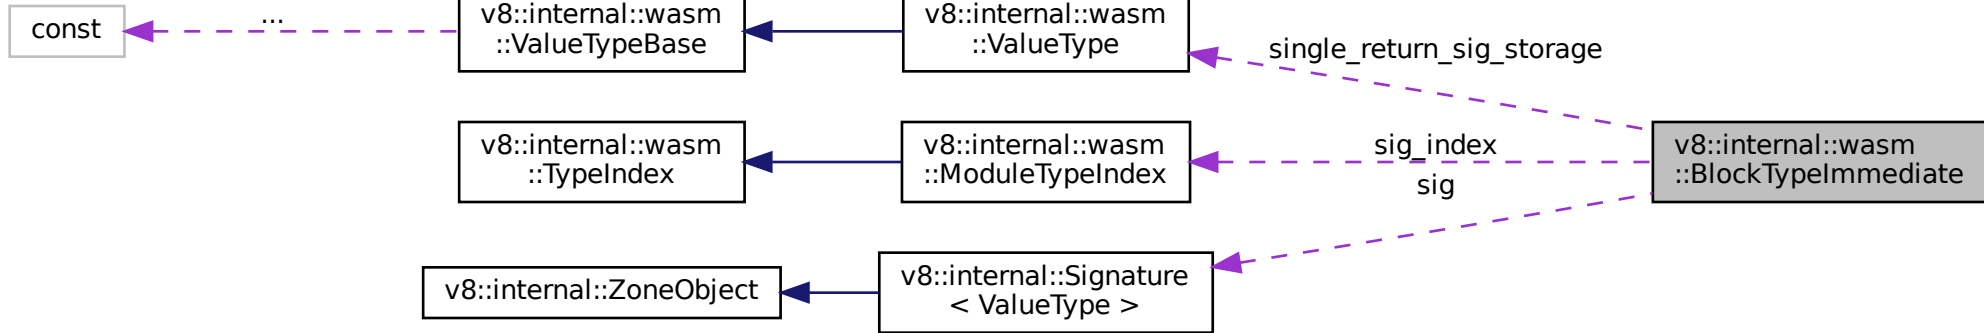 const
...
v8::internal::wasm
::ValueTypeBase
v8::internal::wasm
::ValueType
single_return_sig_storage
v8::internal::wasm
::TypeIndex
v8::internal::wasm
::ModuleTypeIndex
sig_index
sig
v8::internal::wasm
::BlockTypeImmediate
v8::internal::ZoneObject
v8::internal::Signature
< ValueType >